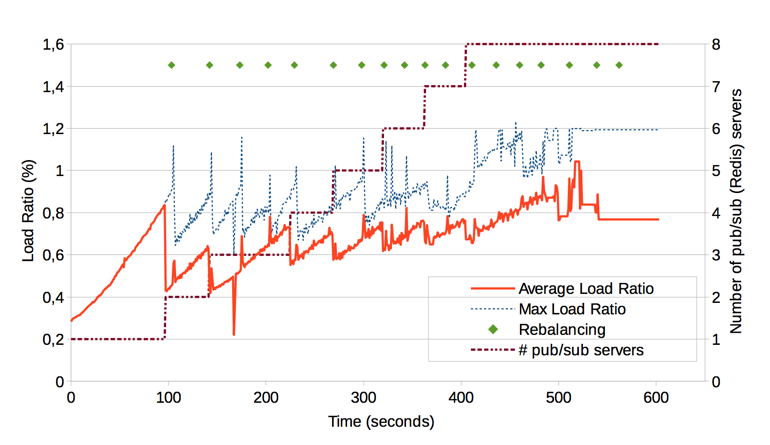 1,6
1,4
1,2
1
0,8
0,6
0,4
0,2
0
Load Ratio (%)
8
7
6
5
4
3
2
1
0
Number of pub/sub (Redis) servers
Average Load Ratio
Max Load Ratio
Rebalancing
# pub/sub servers
0 100 200 300 400 500 600
Time (seconds)